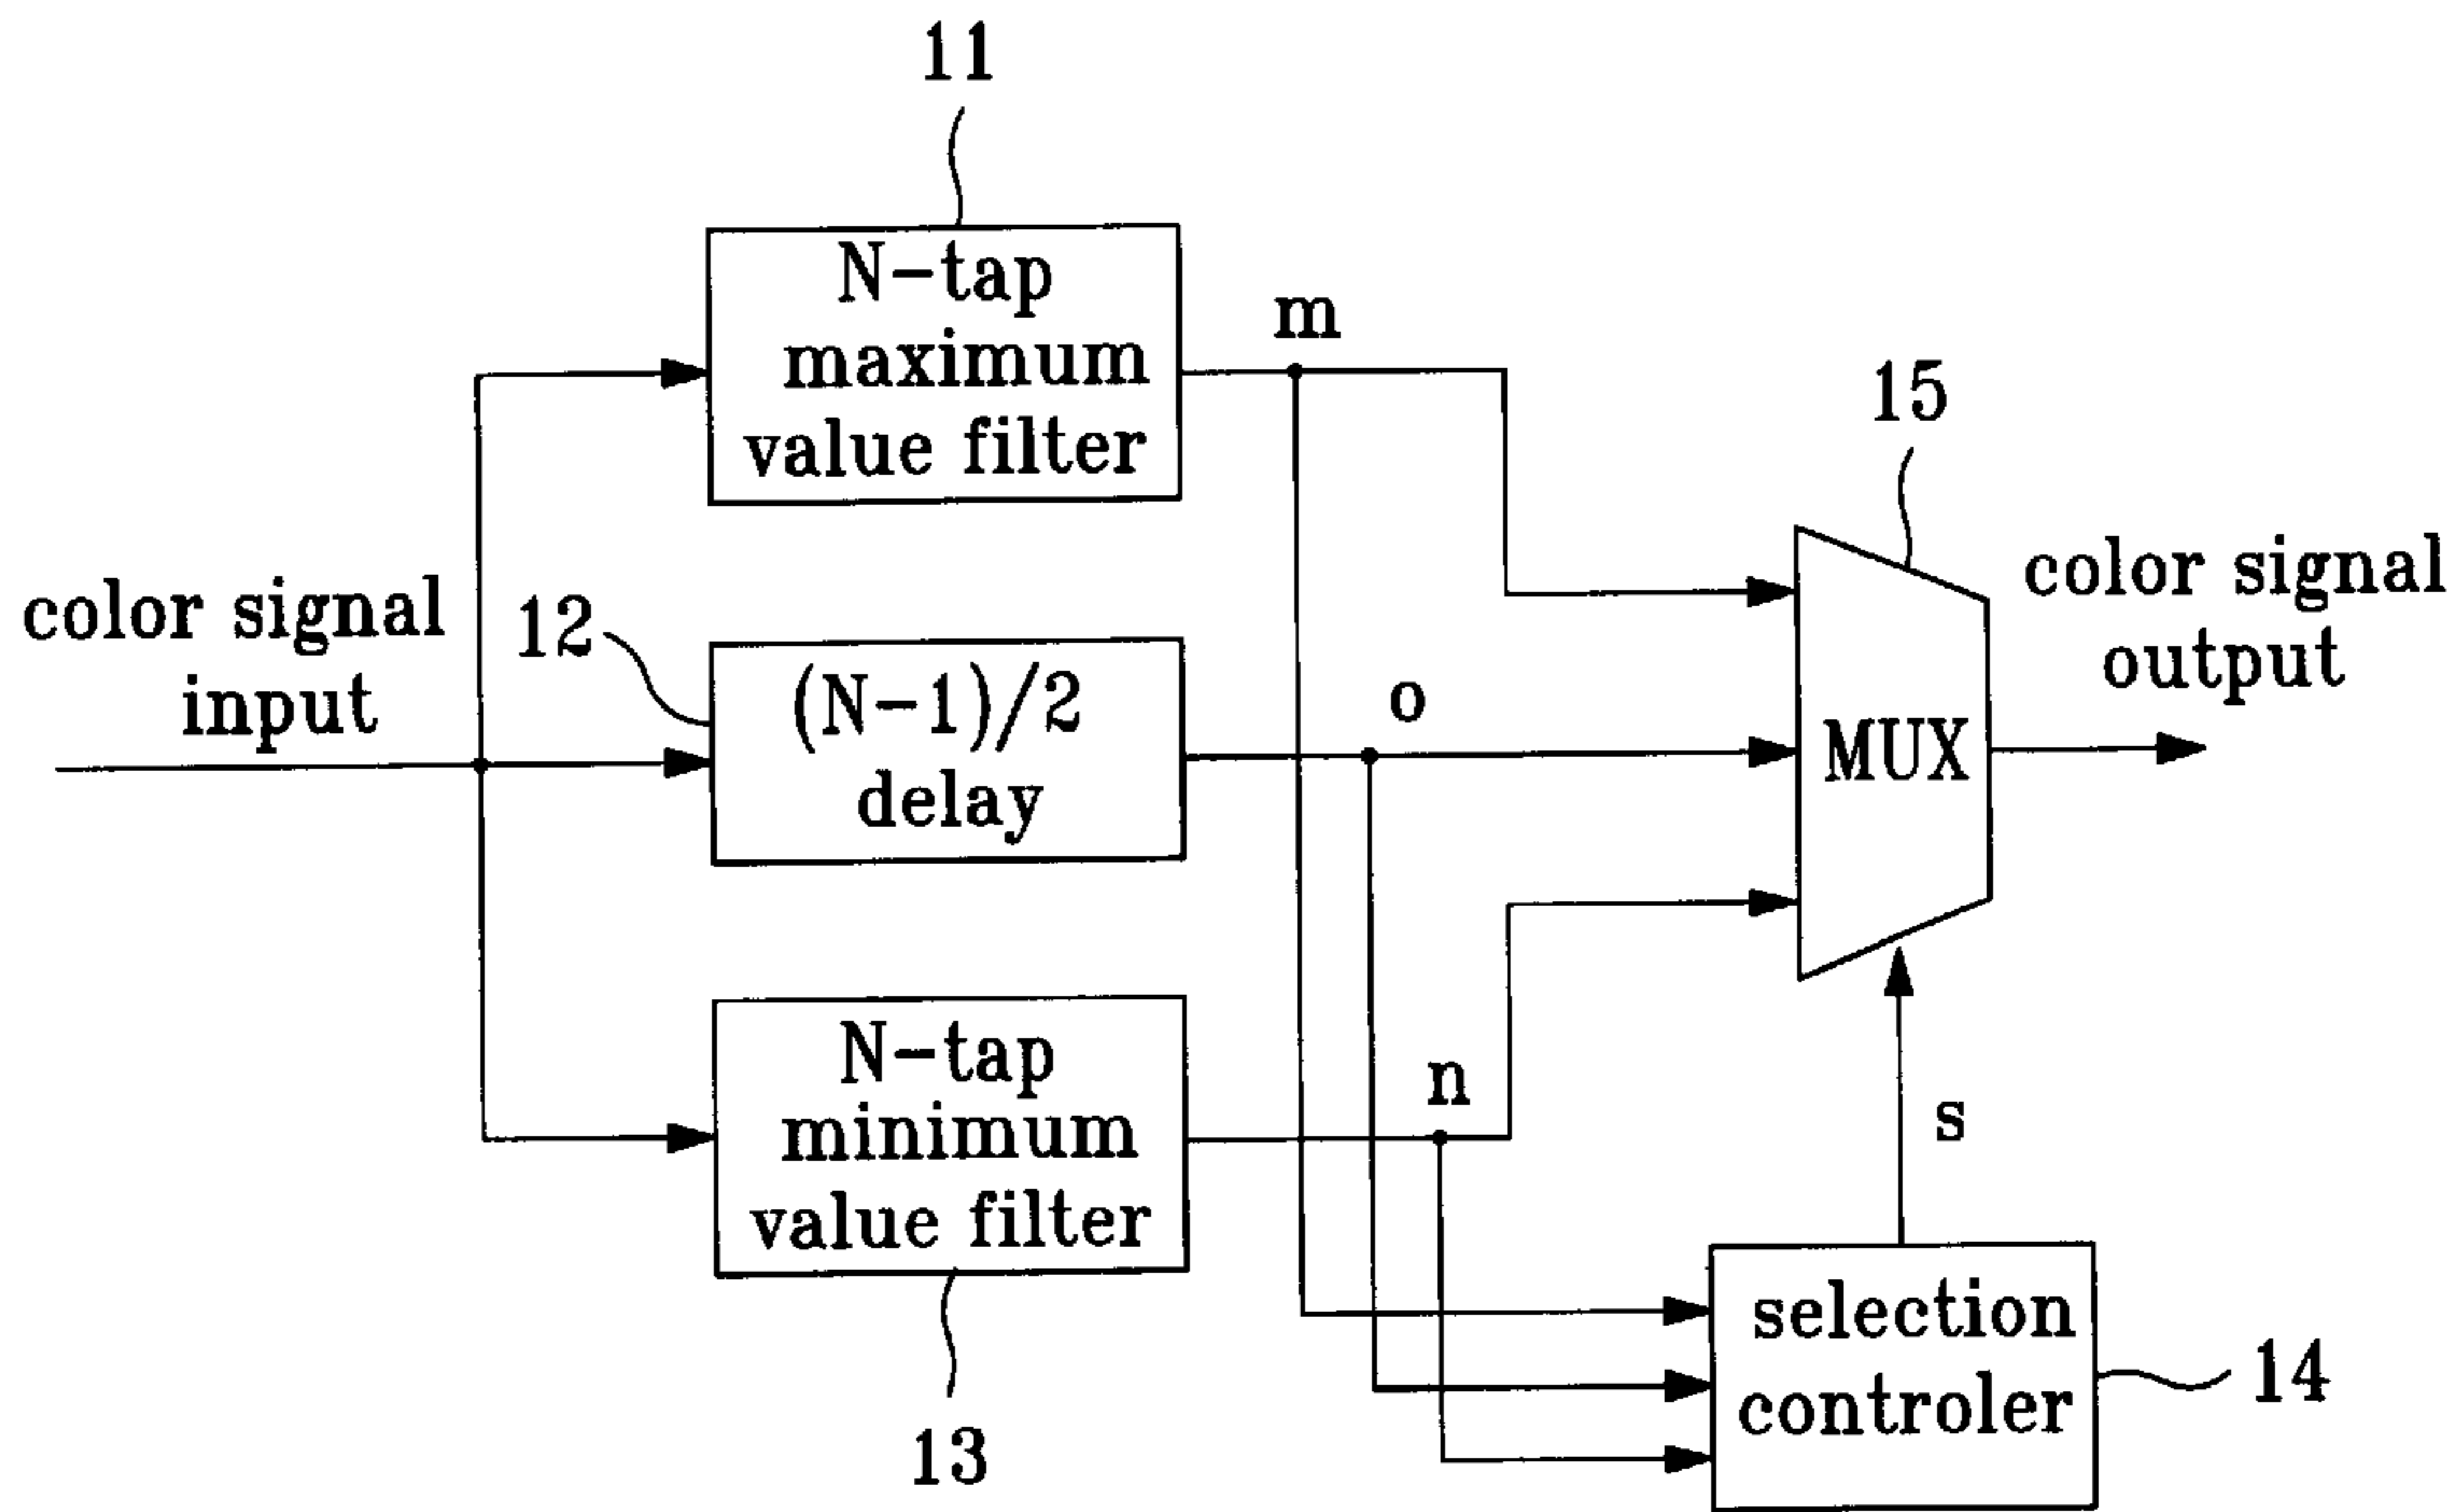 11
N-tap
maximum
value filter
m
15
color signal
input
12
(N-1)/2
delay
o
MUX
color signal
output
N-tap
minimum
value filter
n
s
13
selection
controler
14